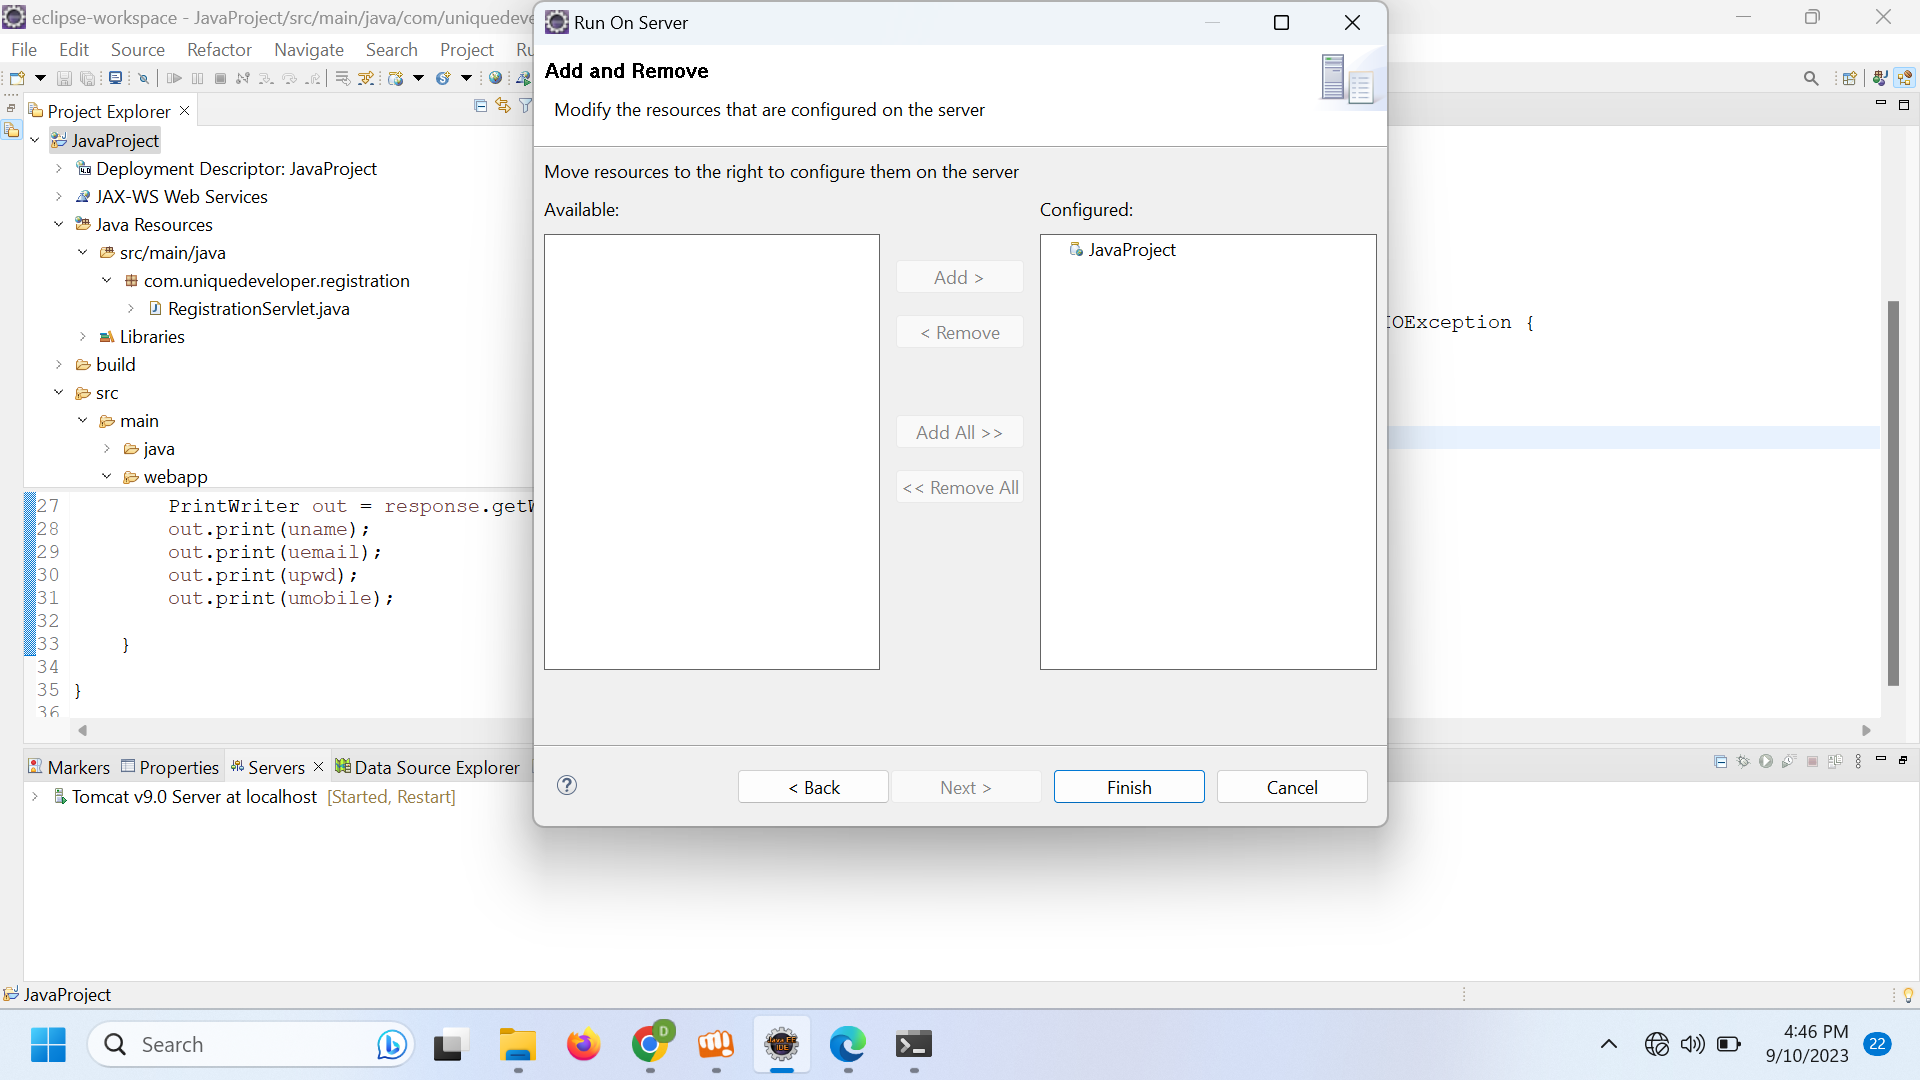 eclipse-workspace - JavaProject/src/main/java/com/uniquedeve
File Edit Source Refactor Navigate Search Project Ru
Project Explorer
JavaProject
Deployment Descriptor: JavaProject
JAX-WS Web Services
Java Resources
src/main/java
com.uniquedeveloper.registration
RegistrationServlet.java
Libraries
build
src
main
java
webapp
Run On Server
Add and Remove
Modify the resources that are configured on the server
Move resources to the right to configure them on the server
Available:
Configured:
JavaProject
Add >
< Remove
Add All >>
<< Remove All
< Back
Next >
Finish
Cancel
IOException {
27 PrintWriter out = response.getW
28 out.print(uname);
29 out.print(uemail);
30 out.print(upwd);
31 out.print(umobile);
32
33 }
34
35 }
36
Markers Properties Servers Data Source Explorer
Tomcat v9.0 Server at localhost [Started, Restart]
JavaProject
Search
D
4:46 PM
9/10/2023
22